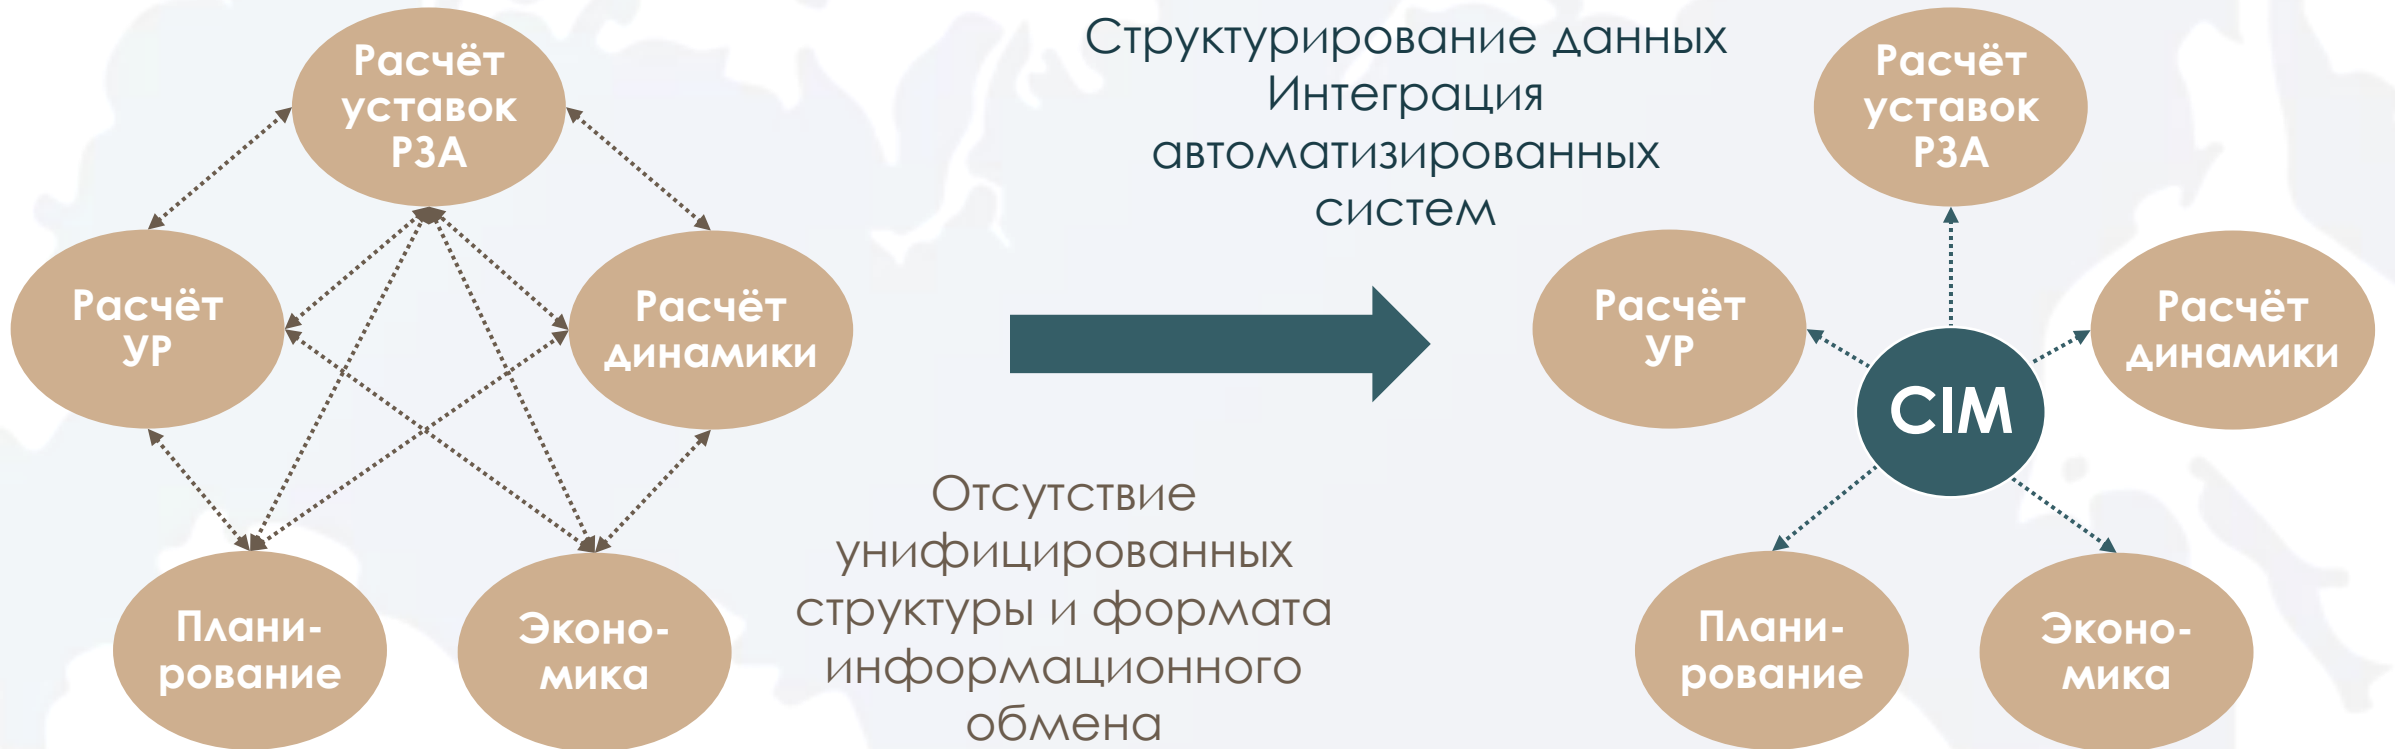 Расчёт
уставок
РЗА
Расчёт
УР
Расчёт
динамики
Плани-
рование
Эконо-
мика
Структурирование данных
Интеграция
автоматизированных
систем
Отсутствие
унифицированных
структуры и формата
информационного
обмена
Расчёт
уставок
РЗА
Расчёт
УР
Расчёт
динамики
CIM
Плани-
рование
Эконо-
мика